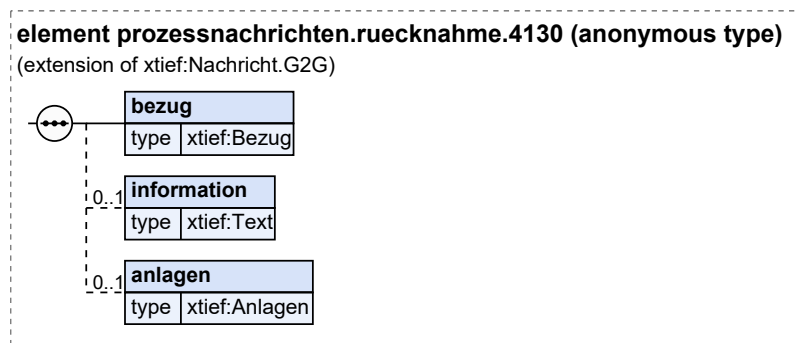 element prozessnachrichten.ruecknahme.4130 (anonymous type)
(extension of xtief:Nachricht.G2G)
bezug
type xtief:Bezug
0..1 information
type xtief:Text
0..1 anlagen
type xtief:Anlagen